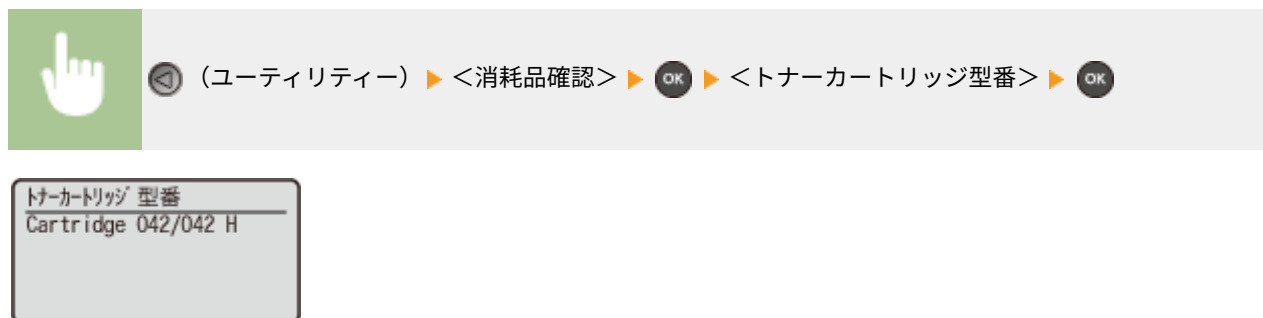 （ユーティリティー）▶ <消耗品確認> ▶ OK ▶ <トナーカートリッジ型番> ▶ OK
ﾄﾅｰｶｰﾄﾘｯｼﾞ 型番
Cartridge 042/042 H